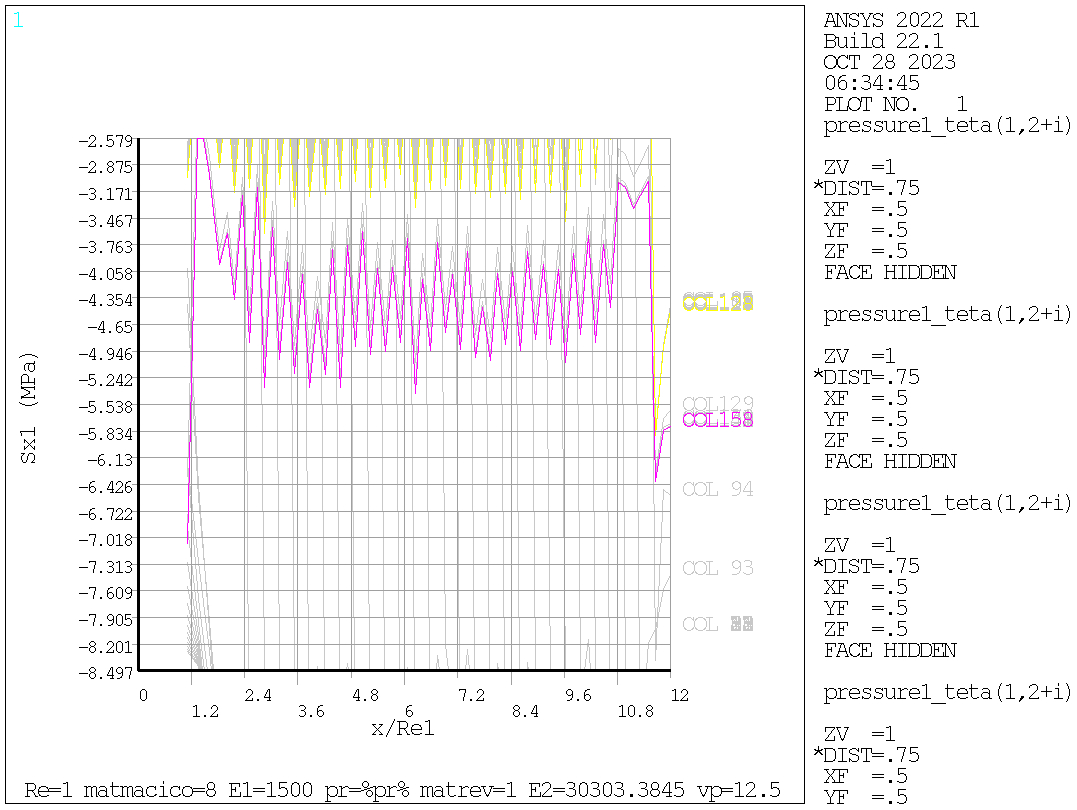 1
ANSYS 2022 R1
Build 22.1
OCT 28 2023
06:34:45
PLOT NO. 1
pressure1_teta(1,2+i)
ZV =1
*DIST=.75
XF =.5
YF =.5
ZF =.5
FACE HIDDEN
pressure1_teta(1,2+i)
ZV =1
*DIST=.75
XF =.5
YF =.5
ZF =.5
FACE HIDDEN
pressure1_teta(1,2+i)
ZV =1
*DIST=.75
XF =.5
YF =.5
ZF =.5
FACE HIDDEN
pressure1_teta(1,2+i)
ZV =1
*DIST=.75
XF =.5
YF =.5
-2.579
-2.875
-3.171
-3.467
-3.763
-4.058
-4.354
-4.65
-4.946
-5.242
-5.538
-5.834
-6.13
-6.426
-6.722
-7.018
-7.313
-7.609
-7.905
-8.201
-8.497
Sx1 (MPa)
COL129
COL158
COL 94
COL 93
COL
0
1.2
2.4
3.6
4.8
6
7.2
8.4
9.6
10.8
12
x/Re1
Re=1 matmacico=8 E1=1500 pr=%pr% matrev=1 E2=30303.3845 vp=12.5